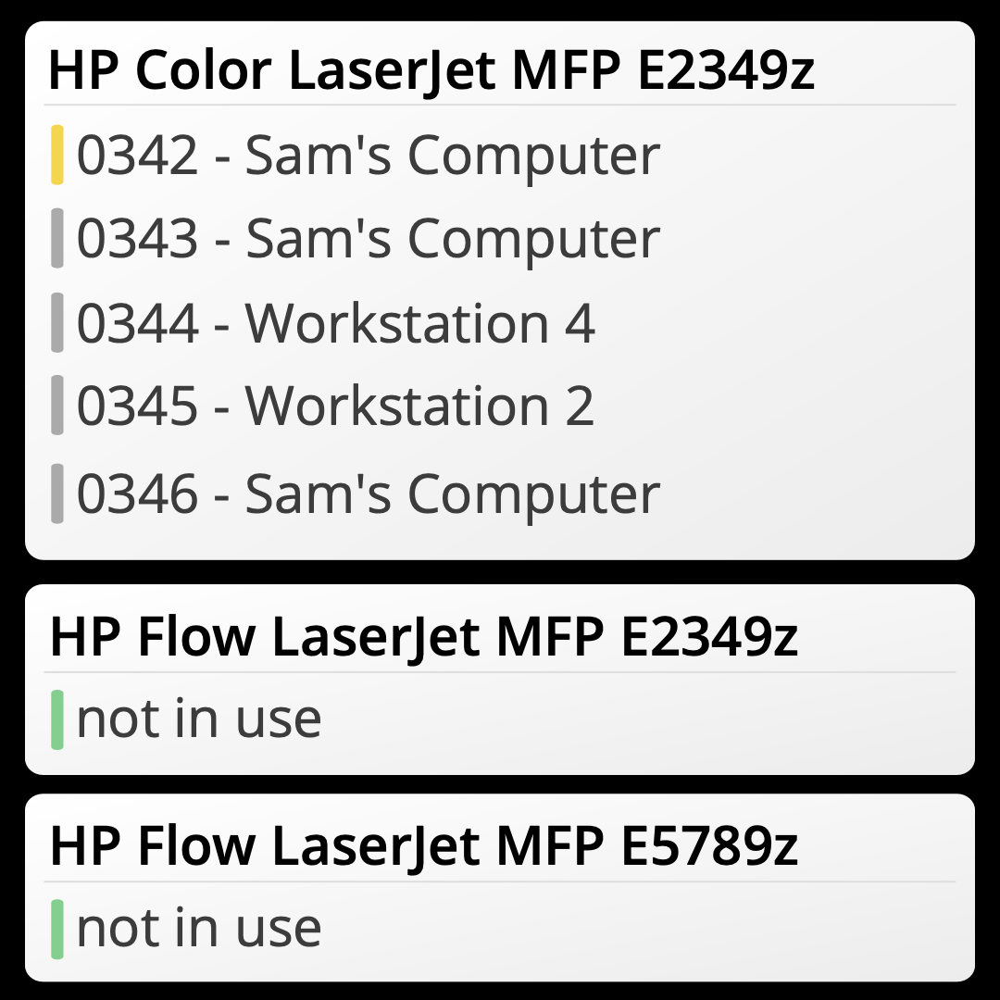 HP Color LaserJet MFP E2349z
0342 - Sam's Computer
0343 - Sam's Computer
0344 - Workstation 4
0345 - Workstation 2
0346 - Sam's Computer
HP Flow LaserJet MFP E2349z
not in use
HP Flow LaserJet MFP E5789z
not in use